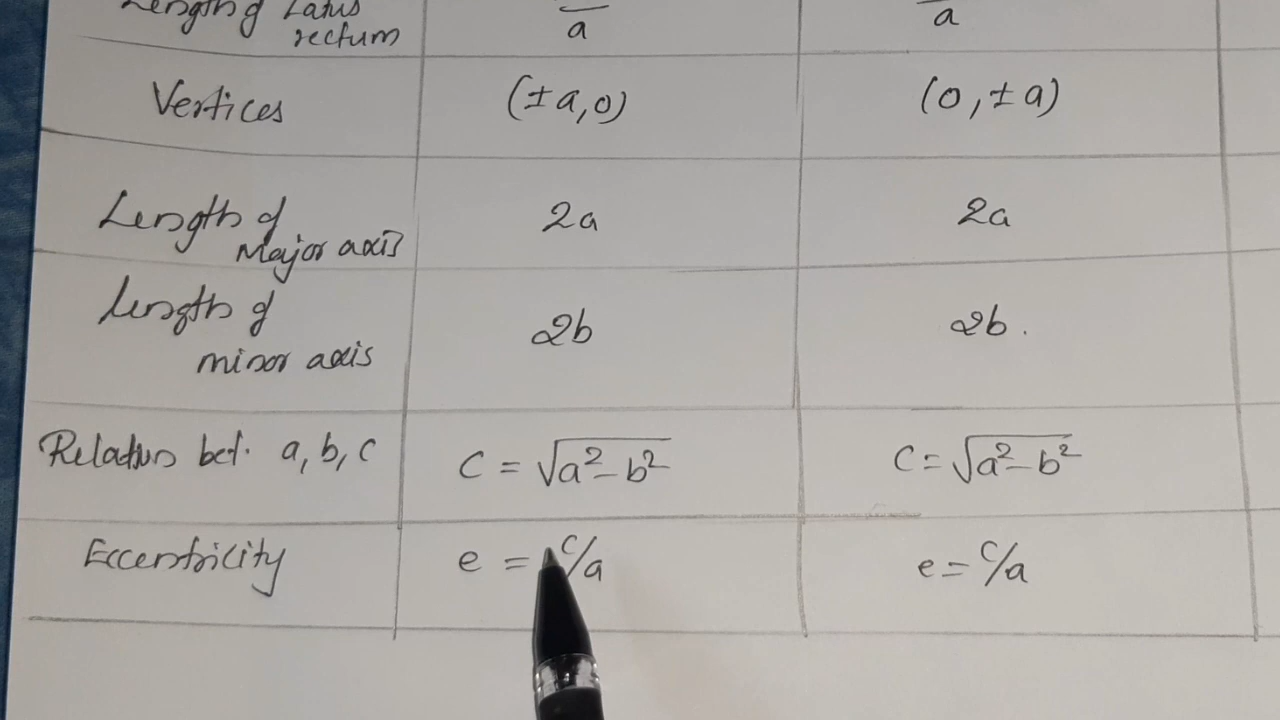 Length of Latus
rectum
a
a
Vertices
(±a,0)
(0,±a)
Length of
Major axis
2a
2a
Length of
minor axis
2b
2b.
Relation bet. a, b, c
c = √a²-b²
c = √a²-b²
Eccentricity
e = c/a
e = c/a